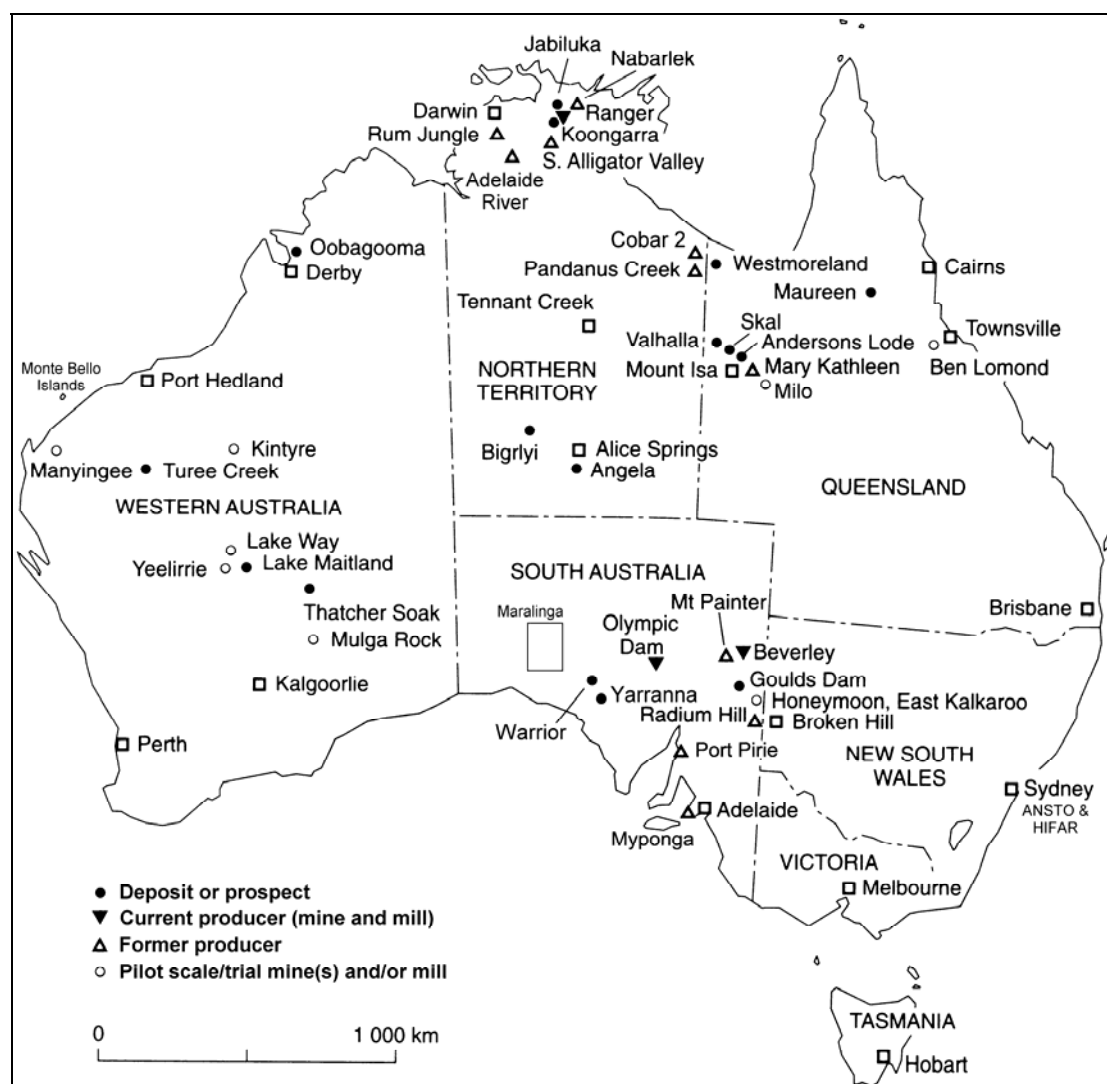 Jabiluka
Nabarlek
Darwin
Ranger
Rum Jungle
Koongarra
S. Alligator Valley
Adelaide
River
Oobagooma
Derby
Cobar 2
Pandanus Creek
Westmoreland
Cairns
Maureen
Tennant Creek
Skal
Townsville
Valhalla
Andersons Lode
Ben Lomond
Mount Isa
Mary Kathleen
Milo
Monte Bello
Islands
Port Hedland
NORTHERN
TERRITORY
Manyingee
Turee Creek
Kintyre
Bigrlyi
Alice Springs
Angela
QUEENSLAND
WESTERN AUSTRALIA
Lake Way
Yeelirrie
Lake Maitland
Thatcher Soak
Mulga Rock
SOUTH AUSTRALIA
Mt Painter
Maralinga
Olympic
Dam
Beverley
Brisbane
Goulds Dam
Kalgoorlie
Warrior
Yarranna
Honeymoon, East Kalkaroo
Radium Hill
Broken Hill
Perth
Port Pirie
NEW SOUTH
WALES
Sydney
ANSTO &
HIFAR
Adelaide
Myponga
VICTORIA
Melbourne
Deposit or prospect
Current producer (mine and mill)
Former producer
Pilot scale/trial mine(s) and/or mill
0
1 000 km
TASMANIA
Hobart